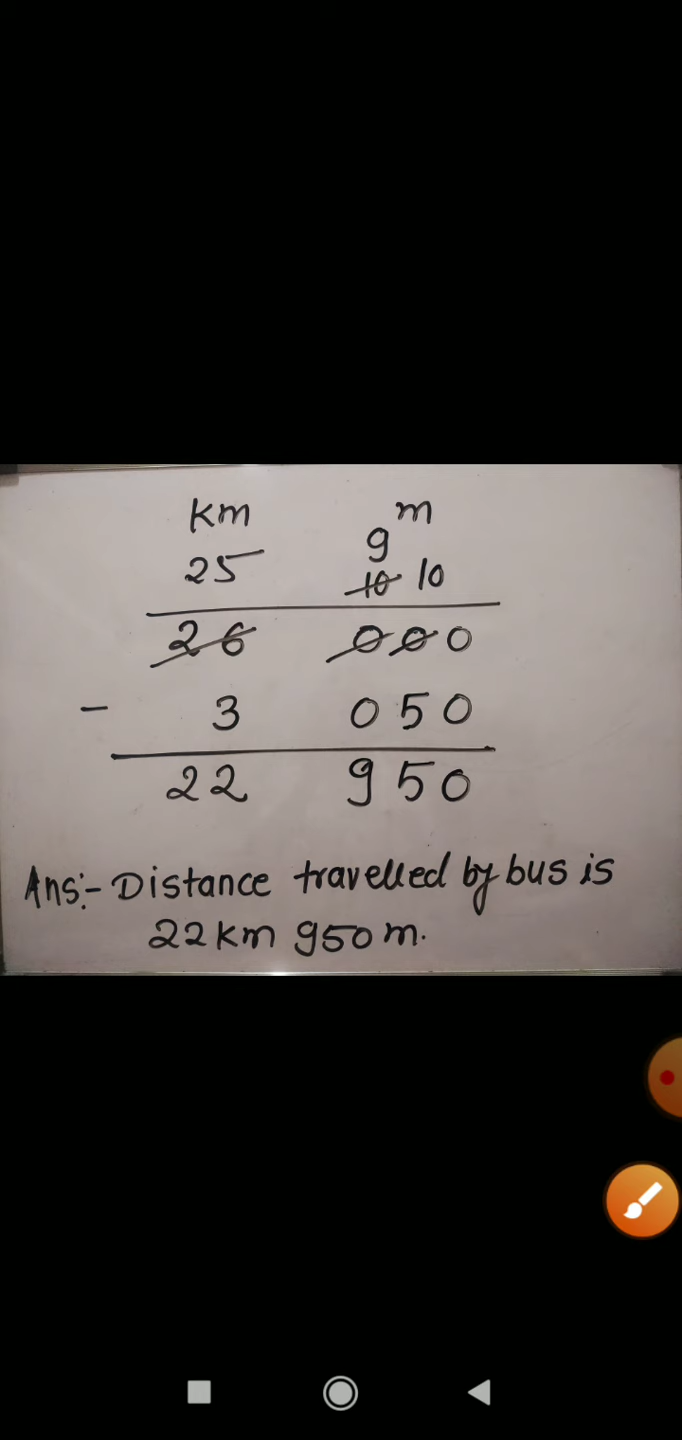 km m
9
25 10 10
26 000
- 3 050
22 950
Ans:- Distance travelled by bus is
22 km 950 m.